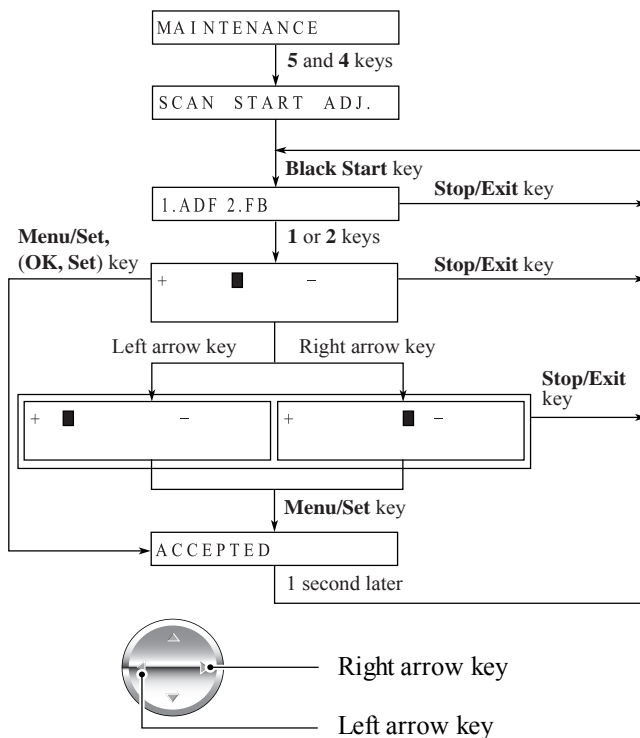 MAINTENANCE
5 and 4 keys
SCAN START ADJ.
Black Start key
1.ADF 2.FB
Stop/Exit key
1 or 2 keys
Menu/Set,
(OK, Set) key
+ −
Stop/Exit key
Left arrow key
Right arrow key
Stop/Exit
key
+ −
+ −
Menu/Set key
ACCEPTED
1 second later
Right arrow key
Left arrow key